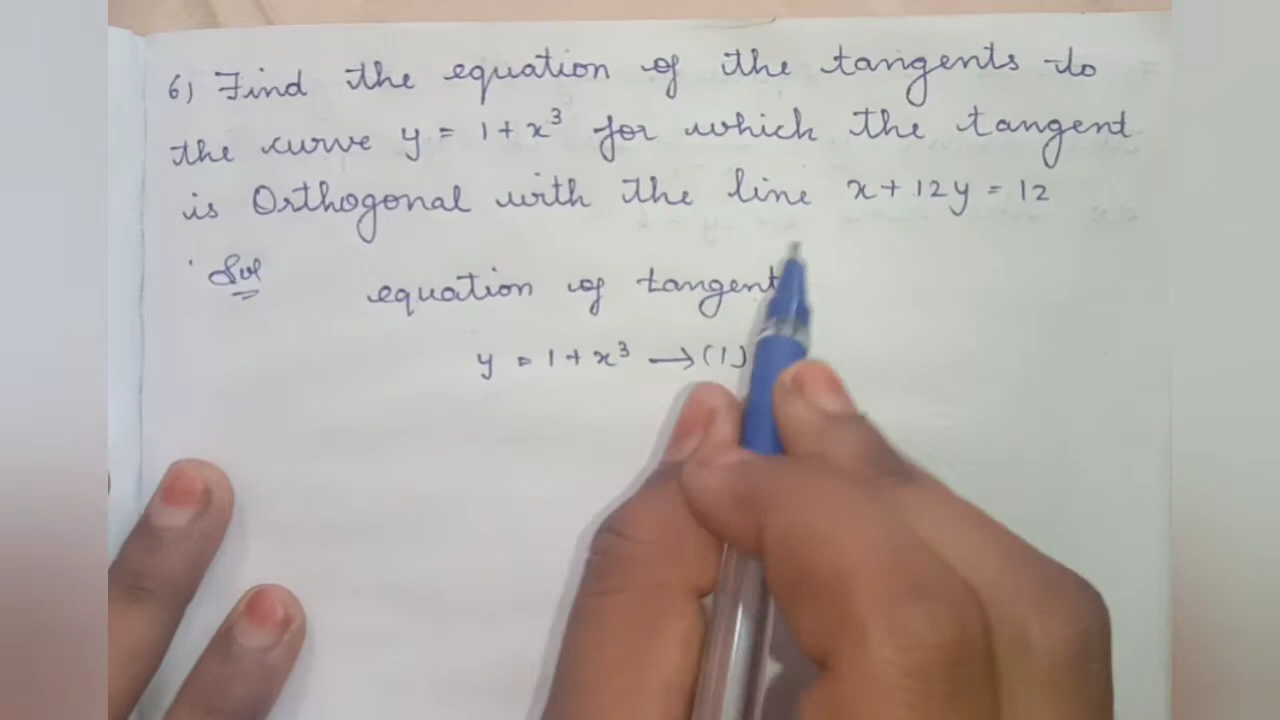 6) Find the equation of the tangents to
the curve y = 1 + x³ for which the tangent
is Orthogonal with the line x + 12y = 12
Sol
equation of tangent
y = 1 + x³ → (1)